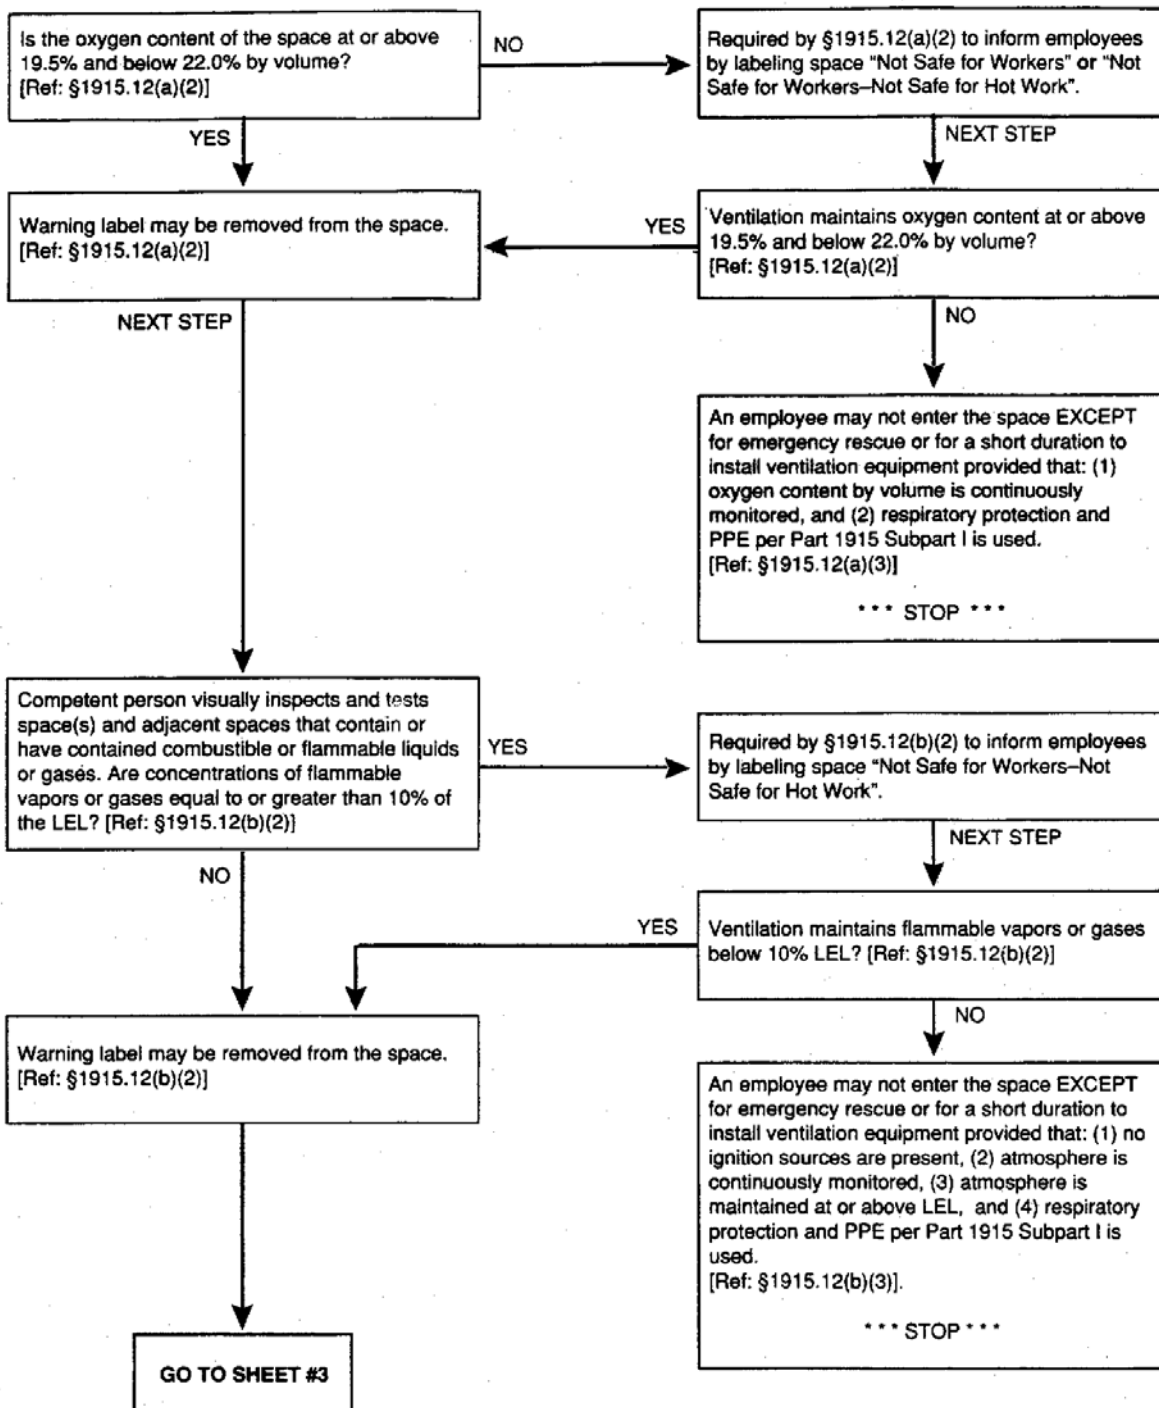 Is the oxygen content of the space at or above
19.5% and below 22.0% by volume?
[Ref: §1915.12(a)(2)]
NO
Required by §1915.12(a)(2) to inform employees
by labeling space “Not Safe for Workers” or “Not
Safe for Workers–Not Safe for Hot Work”.
YES
NEXT STEP
Warning label may be removed from the space.
[Ref: §1915.12(a)(2)]
YES
Ventilation maintains oxygen content at or above
19.5% and below 22.0% by volume?
[Ref: §1915.12(a)(2)]
NEXT STEP
NO
An employee may not enter the space EXCEPT
for emergency rescue or for a short duration to
install ventilation equipment provided that: (1)
oxygen content by volume is continuously
monitored, and (2) respiratory protection and
PPE per Part 1915 Subpart I is used.
[Ref: §1915.12(a)(3)]
* * * STOP * * *
Competent person visually inspects and tests
space(s) and adjacent spaces that contain or
have contained combustible or flammable liquids
or gases. Are concentrations of flammable
vapors or gases equal to or greater than 10% of
the LEL? [Ref: §1915.12(b)(2)]
YES
Required by §1915.12(b)(2) to inform employees
by labeling space “Not Safe for Workers–Not
Safe for Hot Work”.
NEXT STEP
NO
YES
Ventilation maintains flammable vapors or gases
below 10% LEL? [Ref: §1915.12(b)(2)]
NO
Warning label may be removed from the space.
[Ref: §1915.12(b)(2)]
An employee may not enter the space EXCEPT
for emergency rescue or for a short duration to
install ventilation equipment provided that: (1) no
ignition sources are present, (2) atmosphere is
continuously monitored, (3) atmosphere is
maintained at or above LEL, and (4) respiratory
protection and PPE per Part 1915 Subpart I is
used.
[Ref: §1915.12(b)(3)].
* * * STOP * * *
GO TO SHEET #3